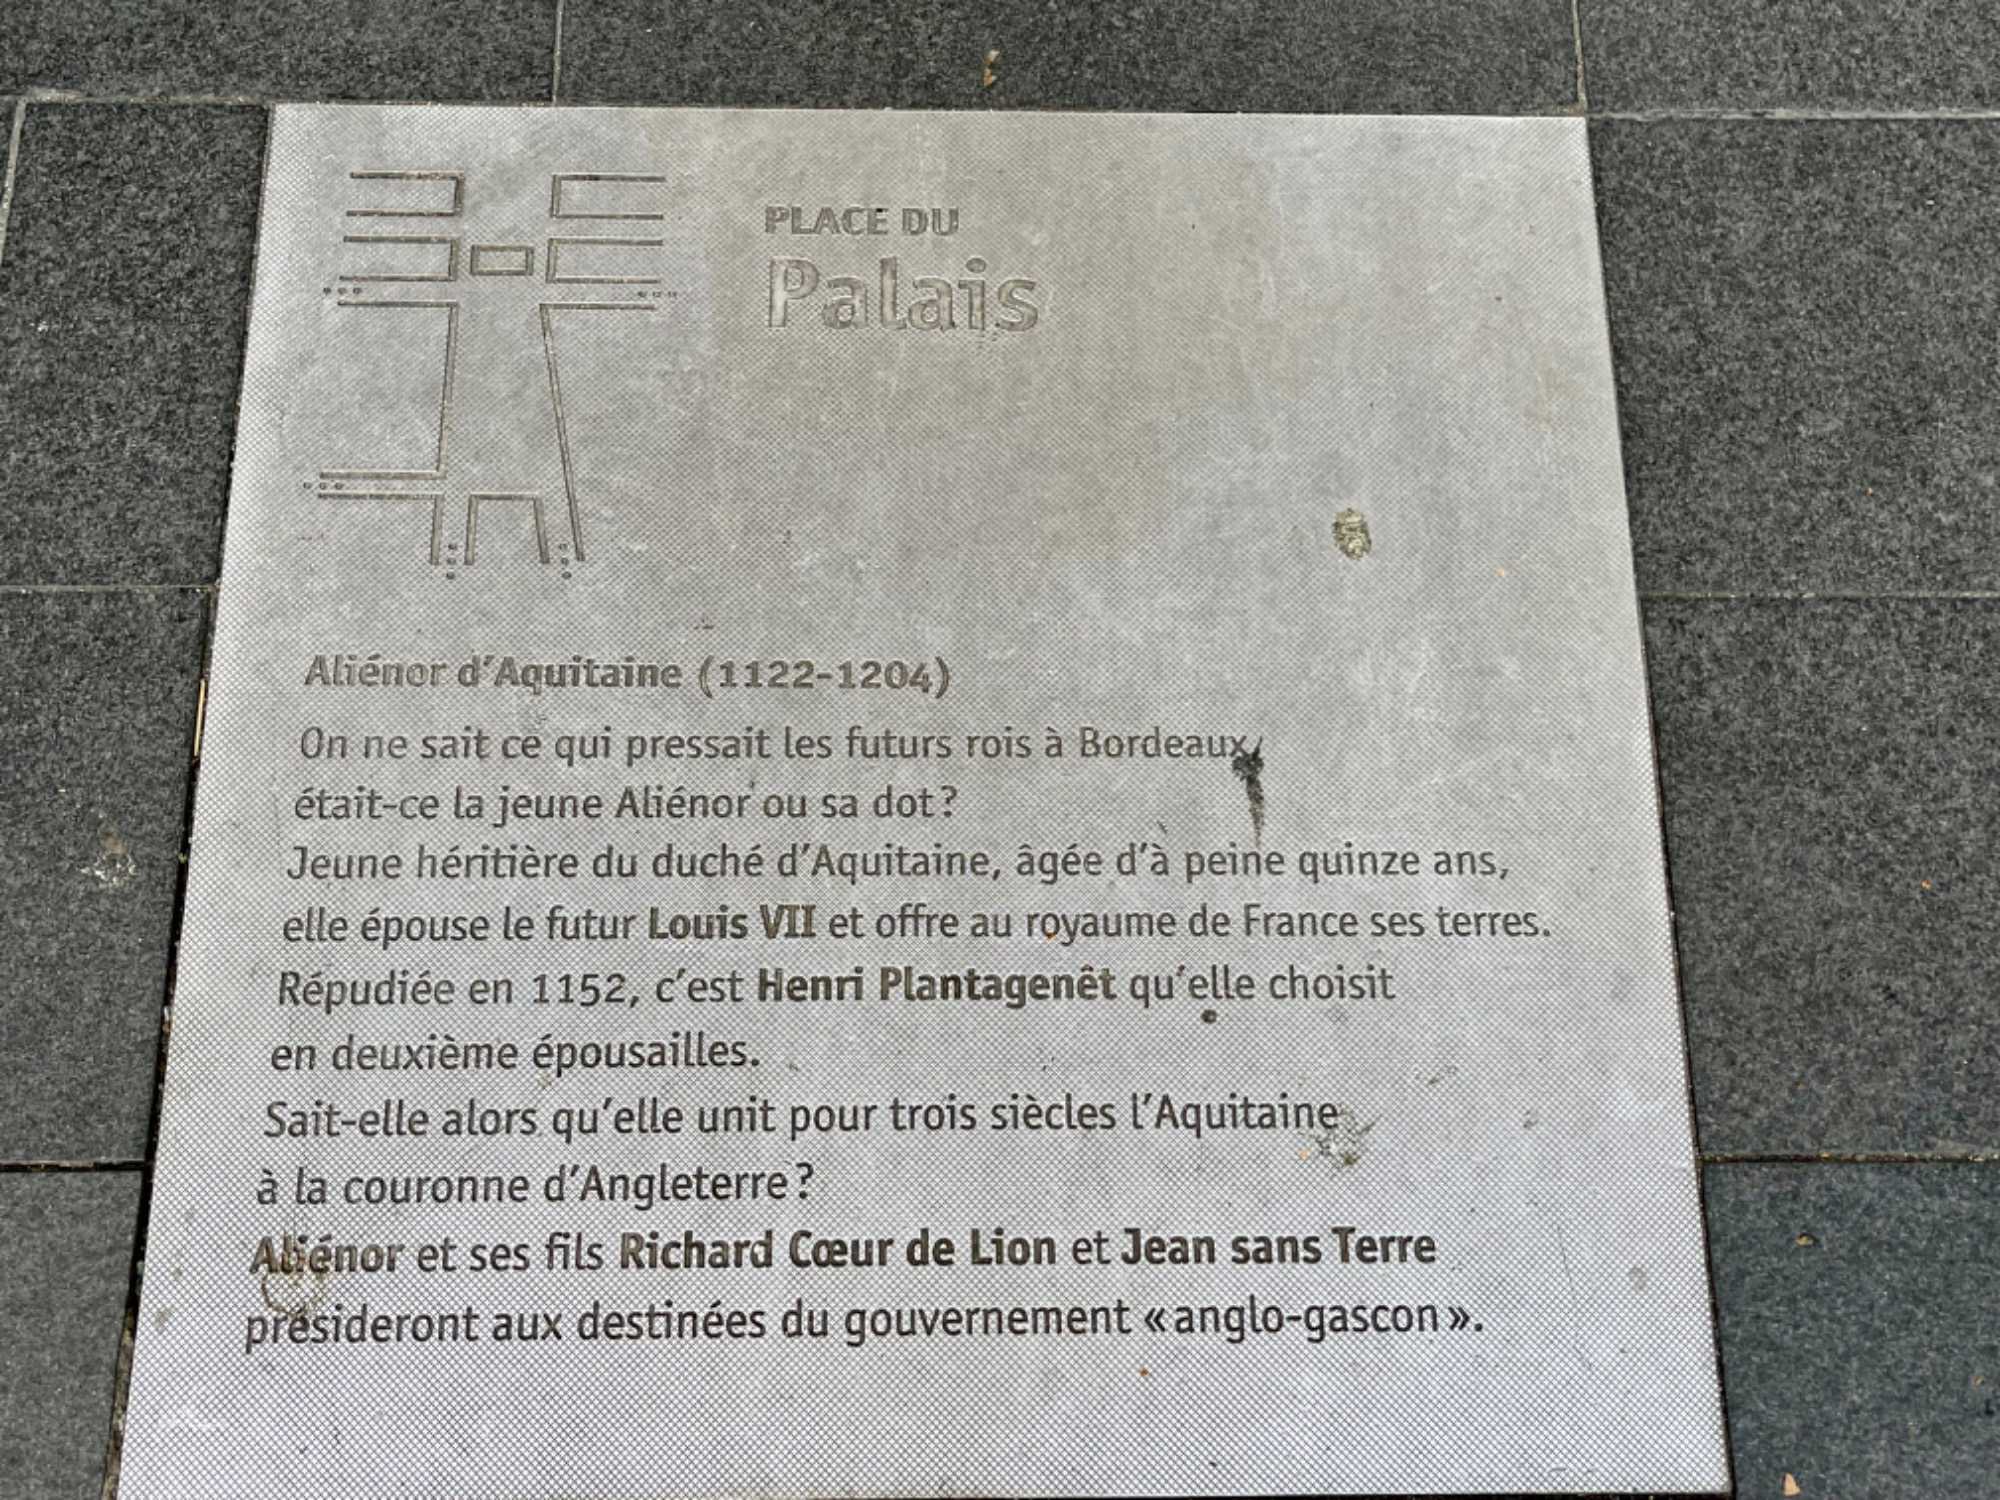 PLACE DU
Palais
Aliénor d'Aquitaine (1122-1204)
On ne sait ce qui pressait les futurs rois à Bordeaux,
était-ce la jeune Aliénor ou sa dot ?
Jeune héritière du duché d'Aquitaine, âgée d'à peine quinze ans,
elle épouse le futur Louis VII et offre au royaume de France ses terres.
Répudiée en 1152, c'est Henri Plantagenêt qu'elle choisit
en deuxième épousailles.
Sait-elle alors qu'elle unit pour trois siècles l'Aquitaine
à la couronne d'Angleterre ?
Aliénor et ses fils Richard Cœur de Lion et Jean sans Terre
présideront aux destinées du gouvernement « anglo-gascon ».